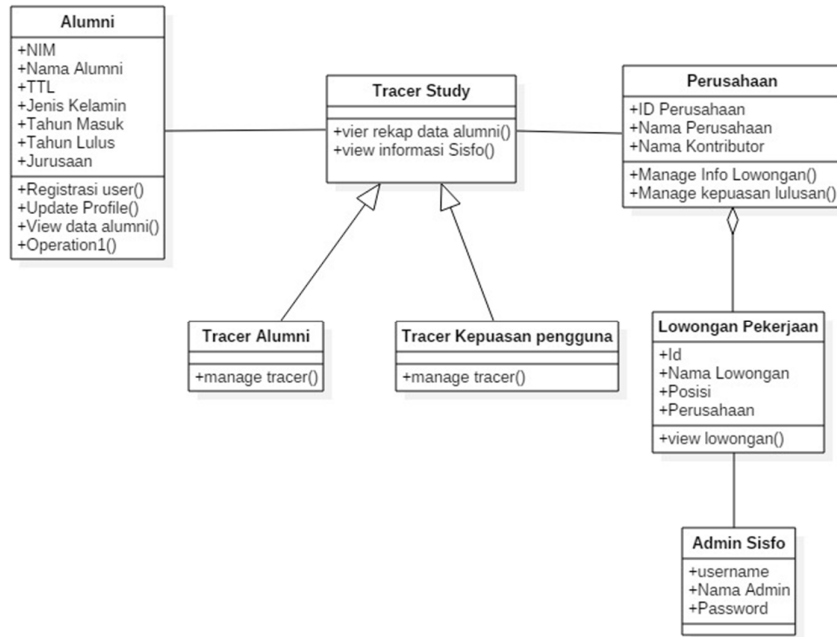 Alumni
+NIM
+Nama Alumni
+TTL
+Jenis Kelamin
+Tahun Masuk
+Tahun Lulus
+Jurusaan
+Registrasi user()
+Update Profile()
+View data alumni()
+Operation1()
Tracer Study
+vier rekap data alumni()
+view informasi Sisfo()
Perusahaan
+ID Perusahaan
+Nama Perusahaan
+Nama Kontributor
+Manage Info Lowongan()
+Manage kepuasan lulusan()
Tracer Alumni
+manage tracer()
Tracer Kepuasan pengguna
+manage tracer()
Lowongan Pekerjaan
+Id
+Nama Lowongan
+Posisi
+Perusahaan
+view lowongan()
Admin Sisfo
+username
+Nama Admin
+Password